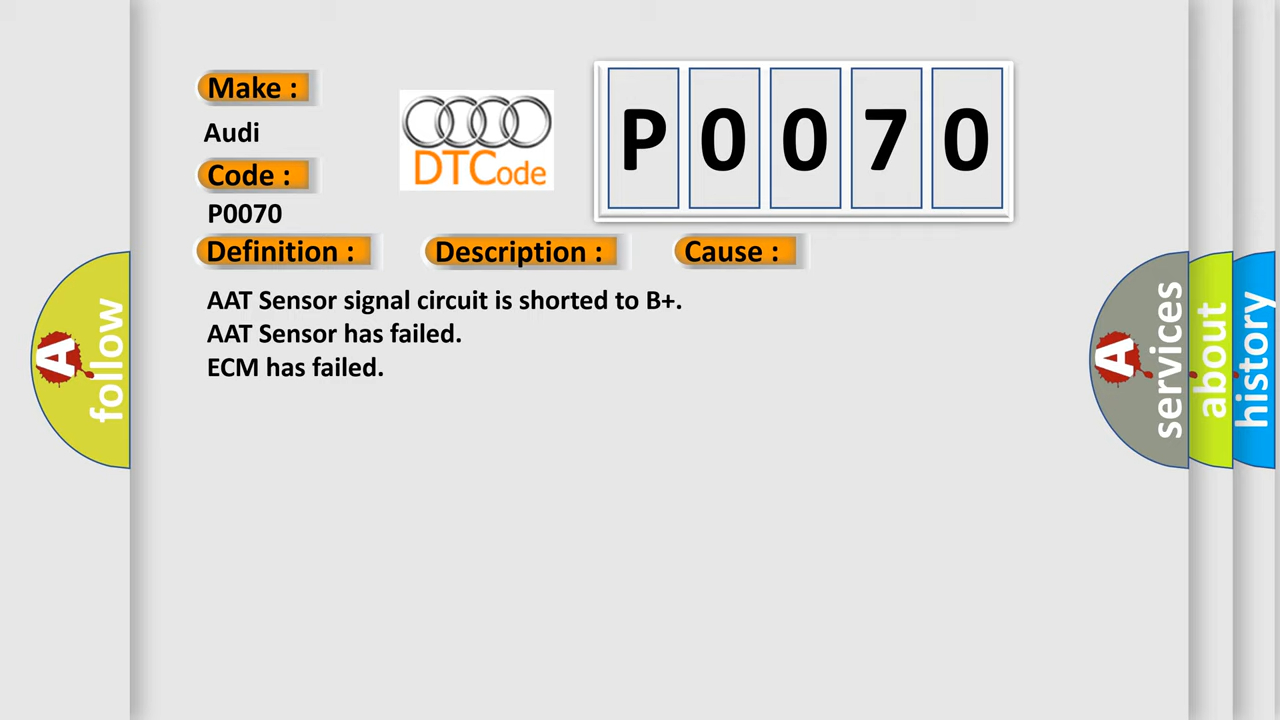 Make :
Audi
Code :
P0070
DTCode
P 0 0 7 0
Definition :
Description :
Cause :
AAT Sensor signal circuit is shorted to B+.
AAT Sensor has failed.
ECM has failed.
A follow
A services
about
history